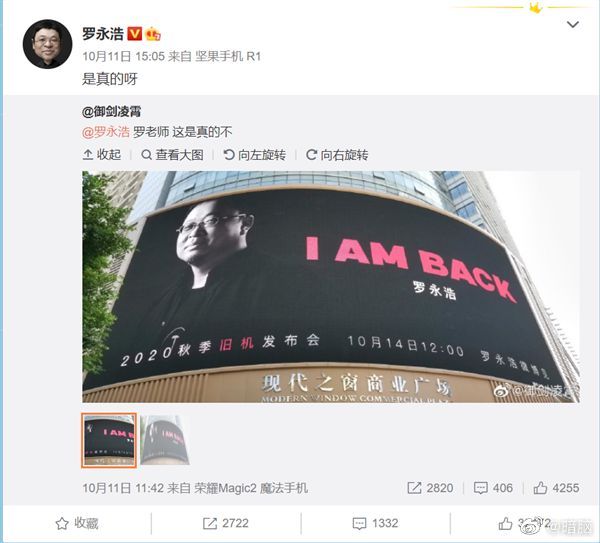 罗永浩
10月11日 15:05 来自 坚果手机 R1
是真的呀
@御剑凌霄
@罗永浩 罗老师 这是真的不
收起 查看大图 向左旋转 向右旋转
I AM BACK
罗永浩
2020秋季旧机发布会 10月14日12:00 罗永浩微博见
现代之窗商业广场
MODERN WINDOW COMMERCIAL PLAZA
@御剑凌霄
I AM BACK
10月11日 11:42 来自 荣耀Magic2 魔法手机
2820 406 4255
收藏 2722 1332
@暗脑